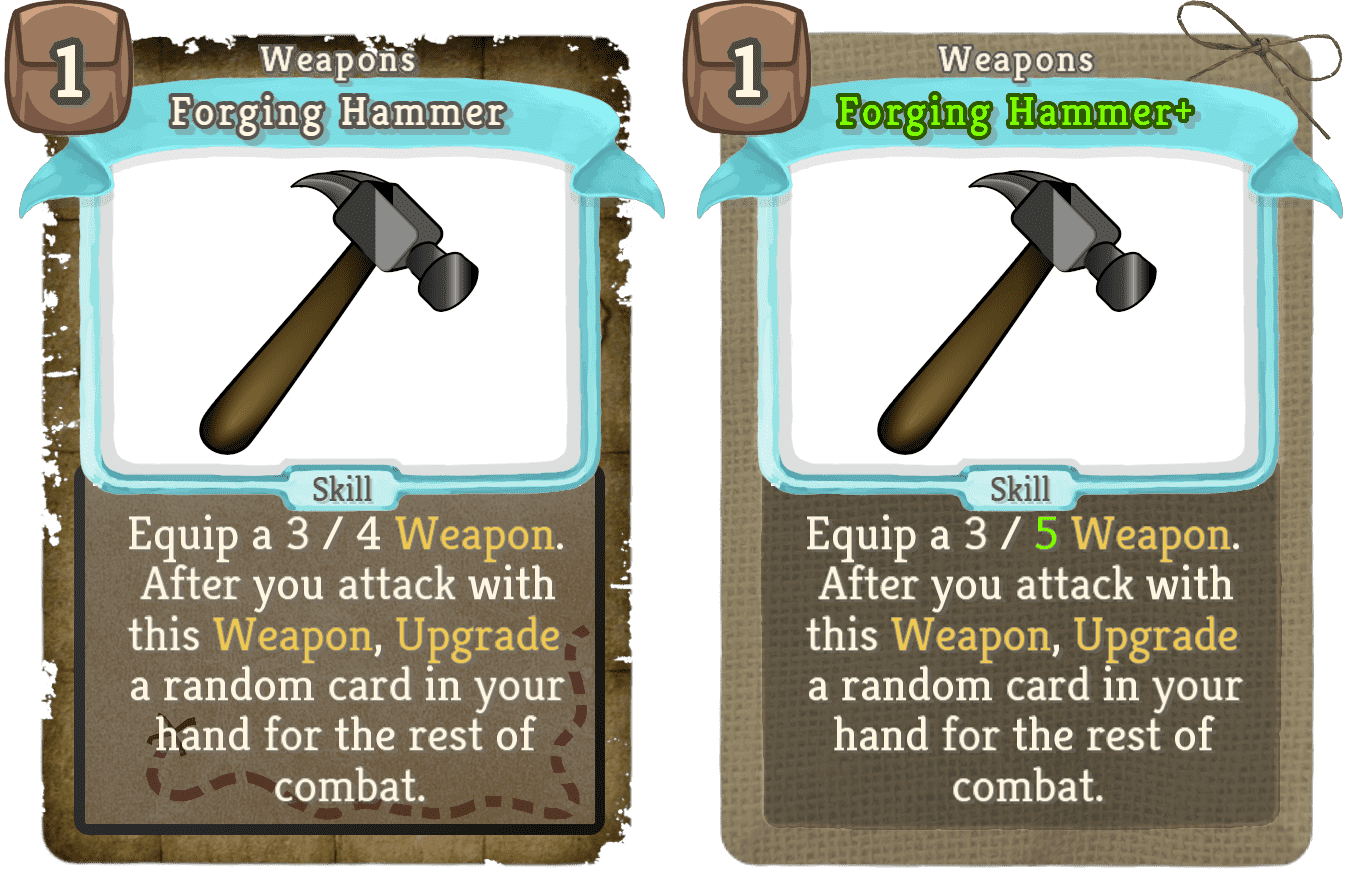 1
Weapons
Forging Hammer
Skill
Equip a 3 / 4 Weapon.
After you attack with
this Weapon, Upgrade
a random card in your
hand for the rest of
combat.
1
Weapons
Forging Hammer+
Skill
Equip a 3 / 5 Weapon.
After you attack with
this Weapon, Upgrade
a random card in your
hand for the rest of
combat.